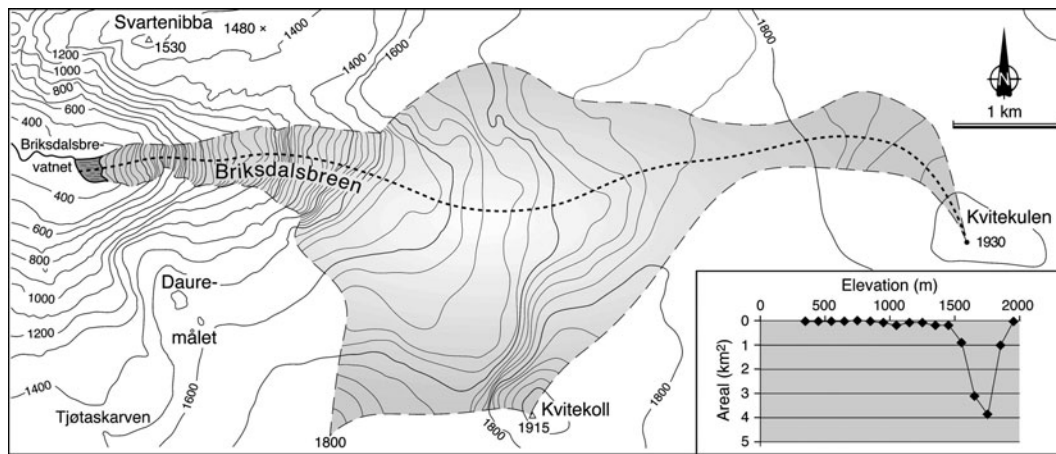 Svartenibba
1480 ×
1530
1400
1600
1400
1800
1200
1000
800
600
400
N
1 km
Briksdalsbre-
vatnet
Briksdalsbreen
400
600
800
1000
1200
Daure-
målet
1400
1600
Tjøtaskarven
1800
Kvitekoll
1915
1800
1800
Kvitekulen
1930
Elevation (m)
0 500 1000 1500 2000
Areal (km²)
0
1
2
3
4
5